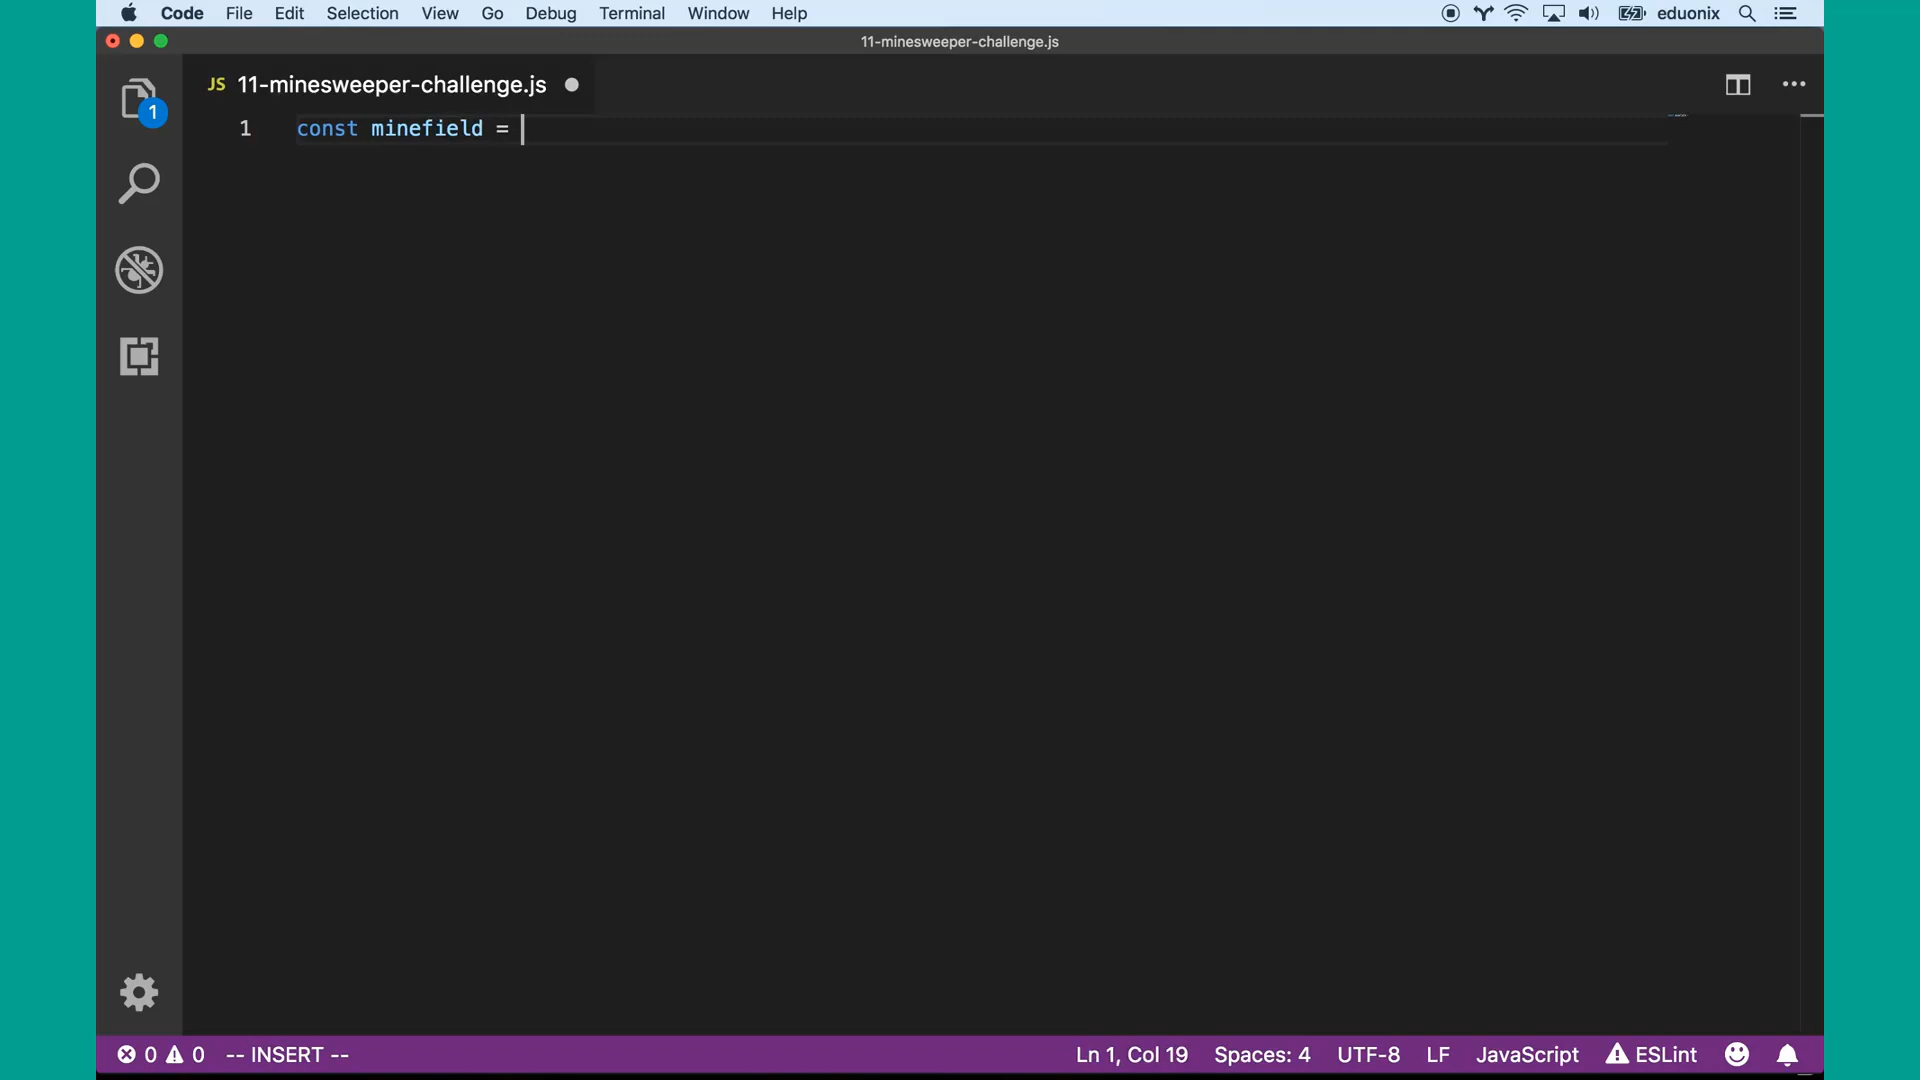 Code File Edit Selection View Go Debug Terminal Window Help eduonix
11-minesweeper-challenge.js
JS 11-minesweeper-challenge.js
1
1 const minefield =
0 0 -- INSERT -- Ln 1, Col 19 Spaces: 4 UTF-8 LF JavaScript ESLint